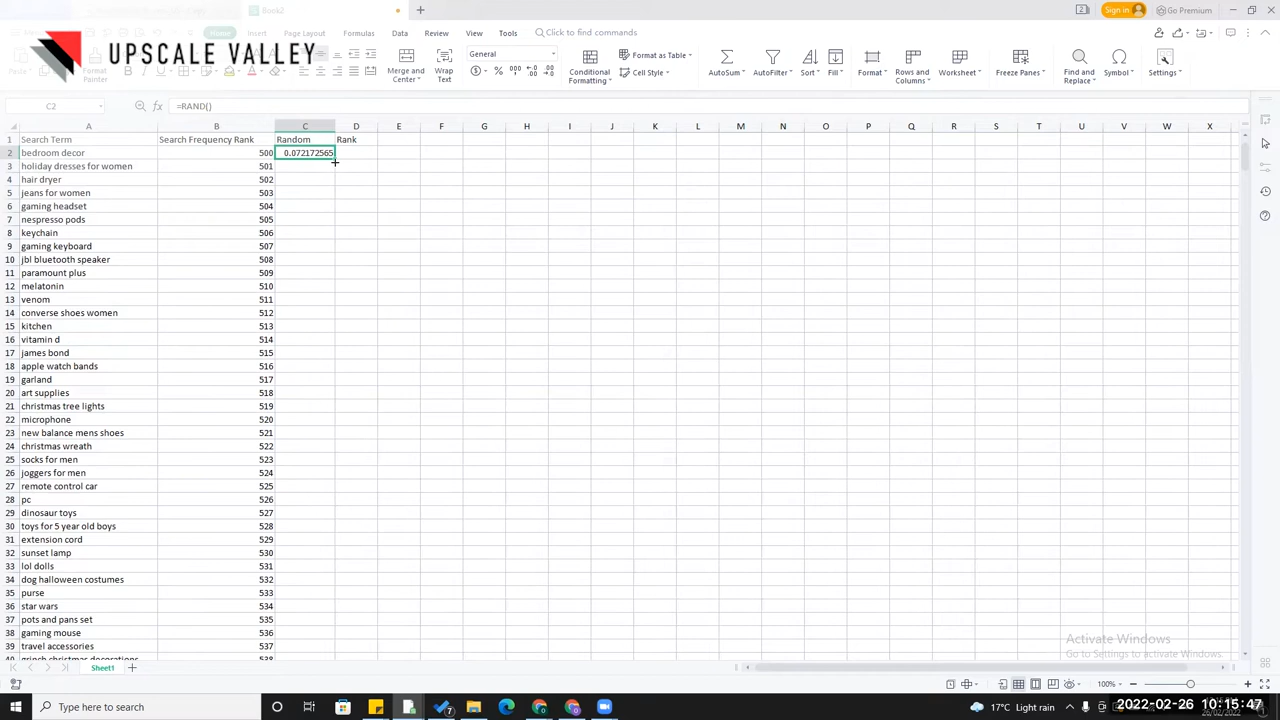 Book2
Sign in
Go Premium
UPSCALE VALLEY
Home Insert Page Layout Formulas Data Review View Tools Click to find commands
Paste Format Painter Merge and Center Wrap Text General Conditional Formatting Format as Table Cell Style AutoSum AutoFilter Sort Fill Format Rows and Columns Worksheet Freeze Panes Find and Replace Symbol Settings
C2 fx =RAND()
A B C D E F G H I J K L M N O P Q R S T U V W X
1 Search Term Search Frequency Rank Random Rank
2 bedroom decor 500 0.072172565
3 holiday dresses for women 501
4 hair dryer 502
5 jeans for women 503
6 gaming headset 504
7 nespresso pods 505
8 keychain 506
9 gaming keyboard 507
10 jbl bluetooth speaker 508
11 paramount plus 509
12 melatonin 510
13 venom 511
14 converse shoes women 512
15 kitchen 513
16 vitamin d 514
17 james bond 515
18 apple watch bands 516
19 garland 517
20 art supplies 518
21 christmas tree lights 519
22 microphone 520
23 new balance mens shoes 521
24 christmas wreath 522
25 socks for men 523
26 joggers for men 524
27 remote control car 525
28 pc 526
29 dinosaur toys 527
30 toys for 5 year old boys 528
31 extension cord 529
32 sunset lamp 530
33 lol dolls 531
34 dog halloween costumes 532
35 purse 533
36 star wars 534
37 pots and pans set 535
38 gaming mouse 536
39 travel accessories 537
40 grinch christmas decorations 538
Activate Windows
Go to Settings to activate Windows.
Sheet1
100%
Type here to search
7
17°C Light rain
2022-02-26 10:15:47